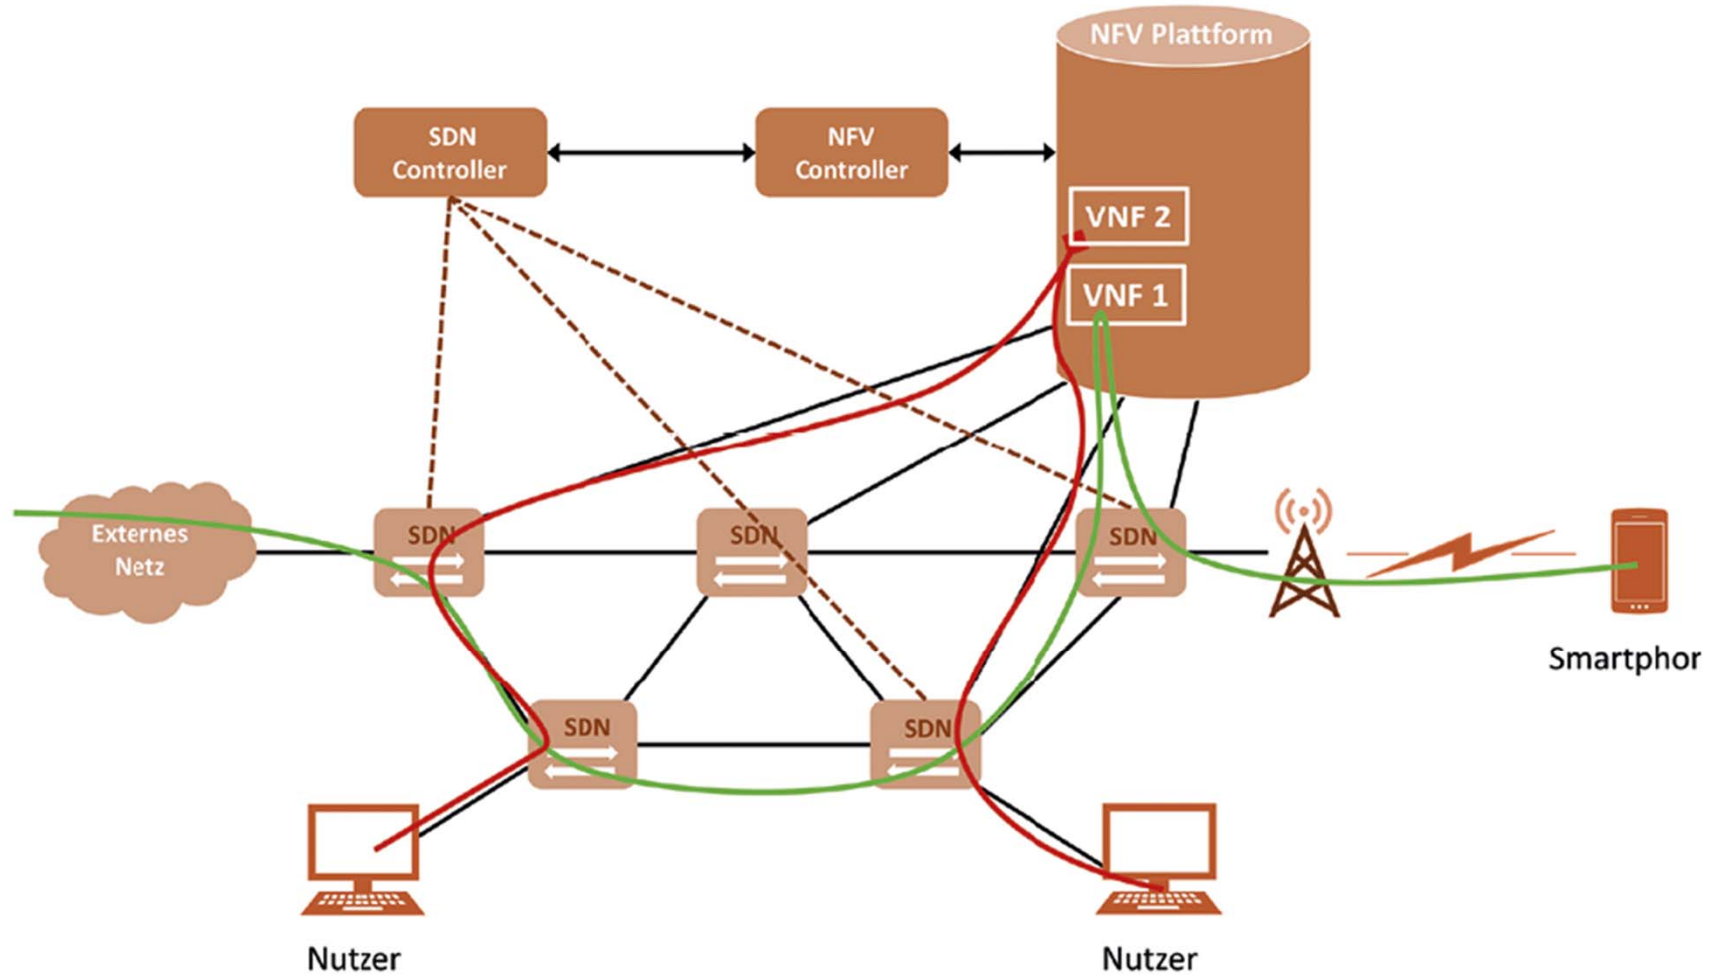 NFV Plattform
SDN
Controller
NFV
Controller
VNF 2
VNF 1
Externes
Netz
SDN
SDN
SDN
Smartphor
SDN
SDN
Nutzer
Nutzer